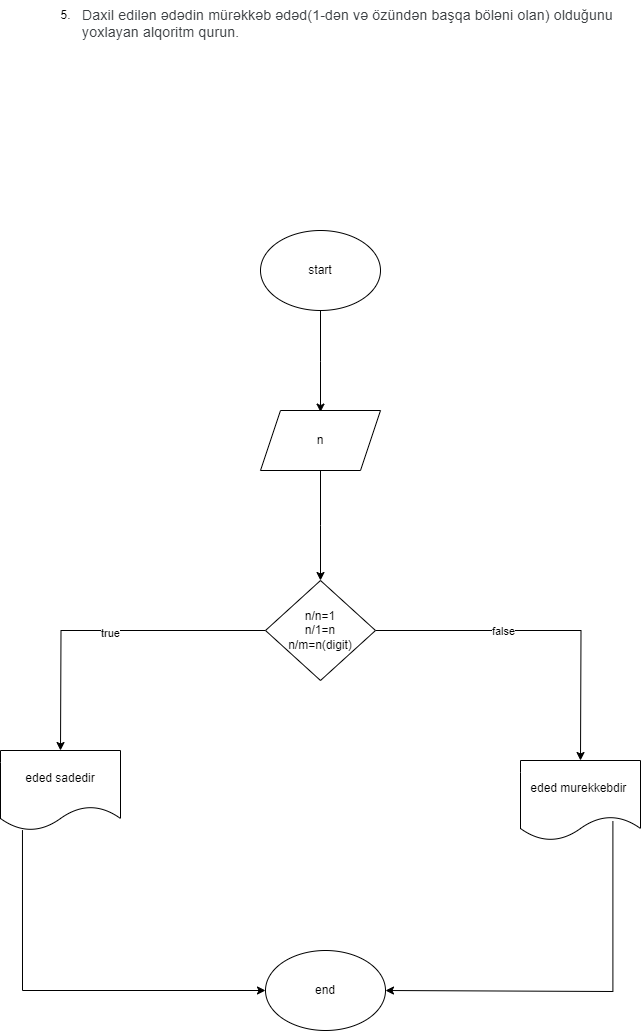 5. Daxil edilən ədədin mürəkkəb ədəd(1-dən və özündən başqa böləni olan) olduğunu
yoxlayan alqoritm qurun.
start
n
n/n=1
n/1=n
n/m=n(digit)
true
false
eded sadedir
eded murekkebdir
end